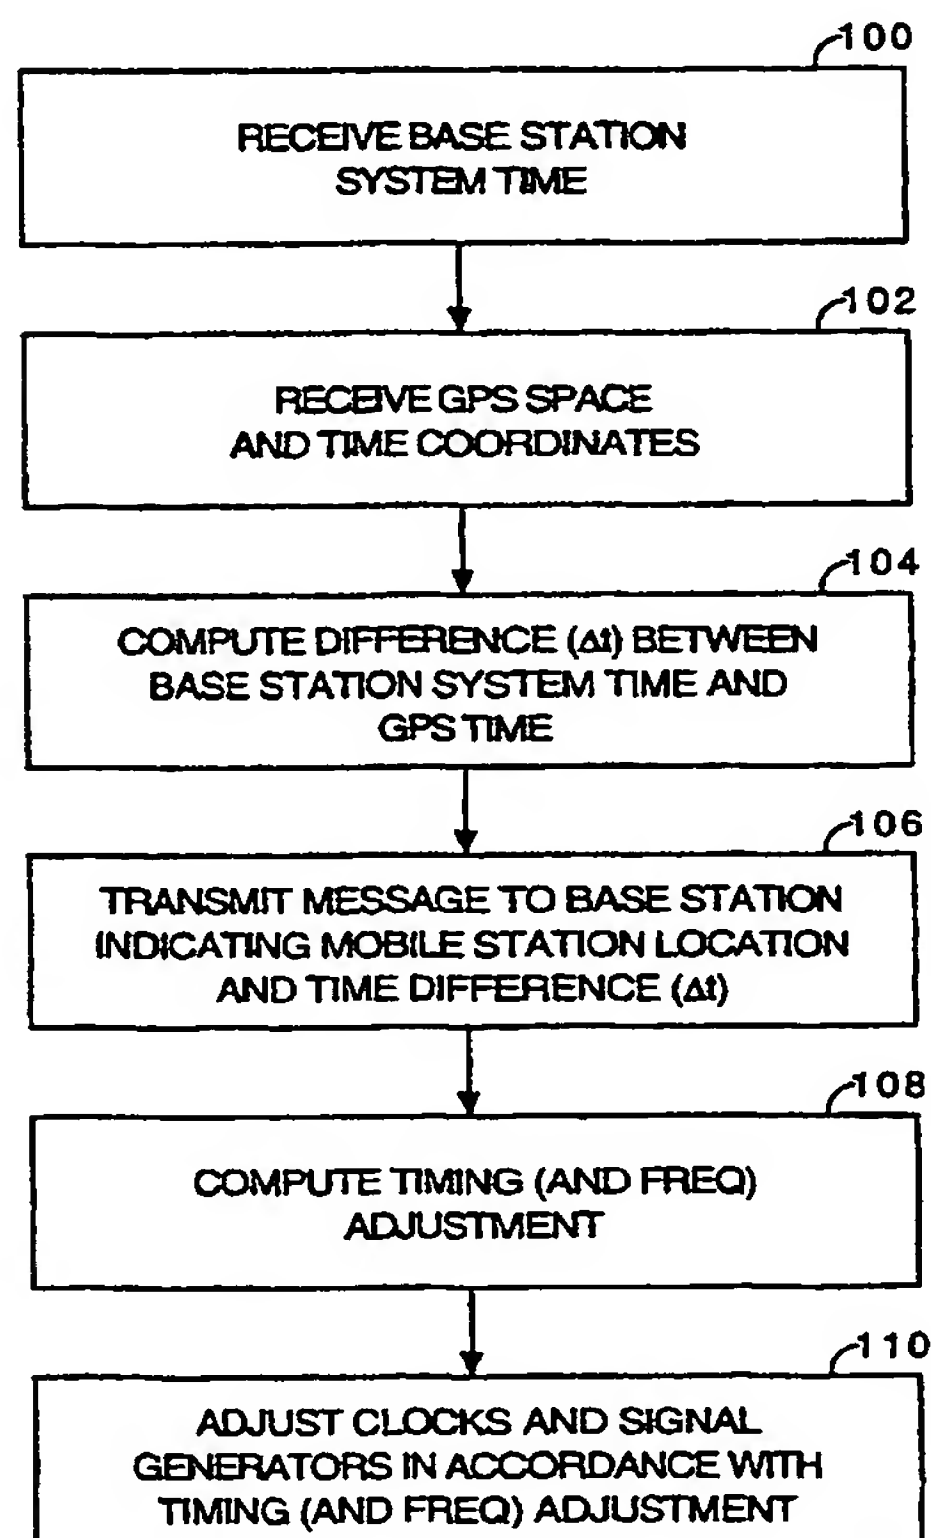 100
RECEIVE BASE STATION
SYSTEM TIME
102
RECEIVE GPS SPACE
AND TIME COORDINATES
104
COMPUTE DIFFERENCE (Δt) BETWEEN
BASE STATION SYSTEM TIME AND
GPS TIME
106
TRANSMIT MESSAGE TO BASE STATION
INDICATING MOBILE STATION LOCATION
AND TIME DIFFERENCE (Δt)
108
COMPUTE TIMING (AND FREQ)
ADJUSTMENT
110
ADJUST CLOCKS AND SIGNAL
GENERATORS IN ACCORDANCE WITH
TIMING (AND FREQ) ADJUSTMENT